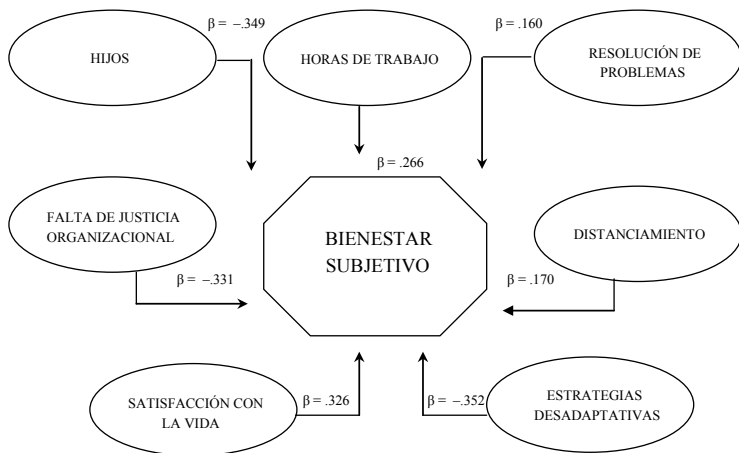 β = –.349
β = .160
HIJOS
HORAS DE TRABAJO
RESOLUCIÓN DE
PROBLEMAS
β = .266
FALTA DE JUSTICIA
ORGANIZACIONAL
BIENESTAR
SUBJETIVO
DISTANCIAMIENTO
β = –.331
β = .170
SATISFACCIÓN CON
LA VIDA
β = .326
β = –.352
ESTRATEGIAS
DESADAPTATIVAS